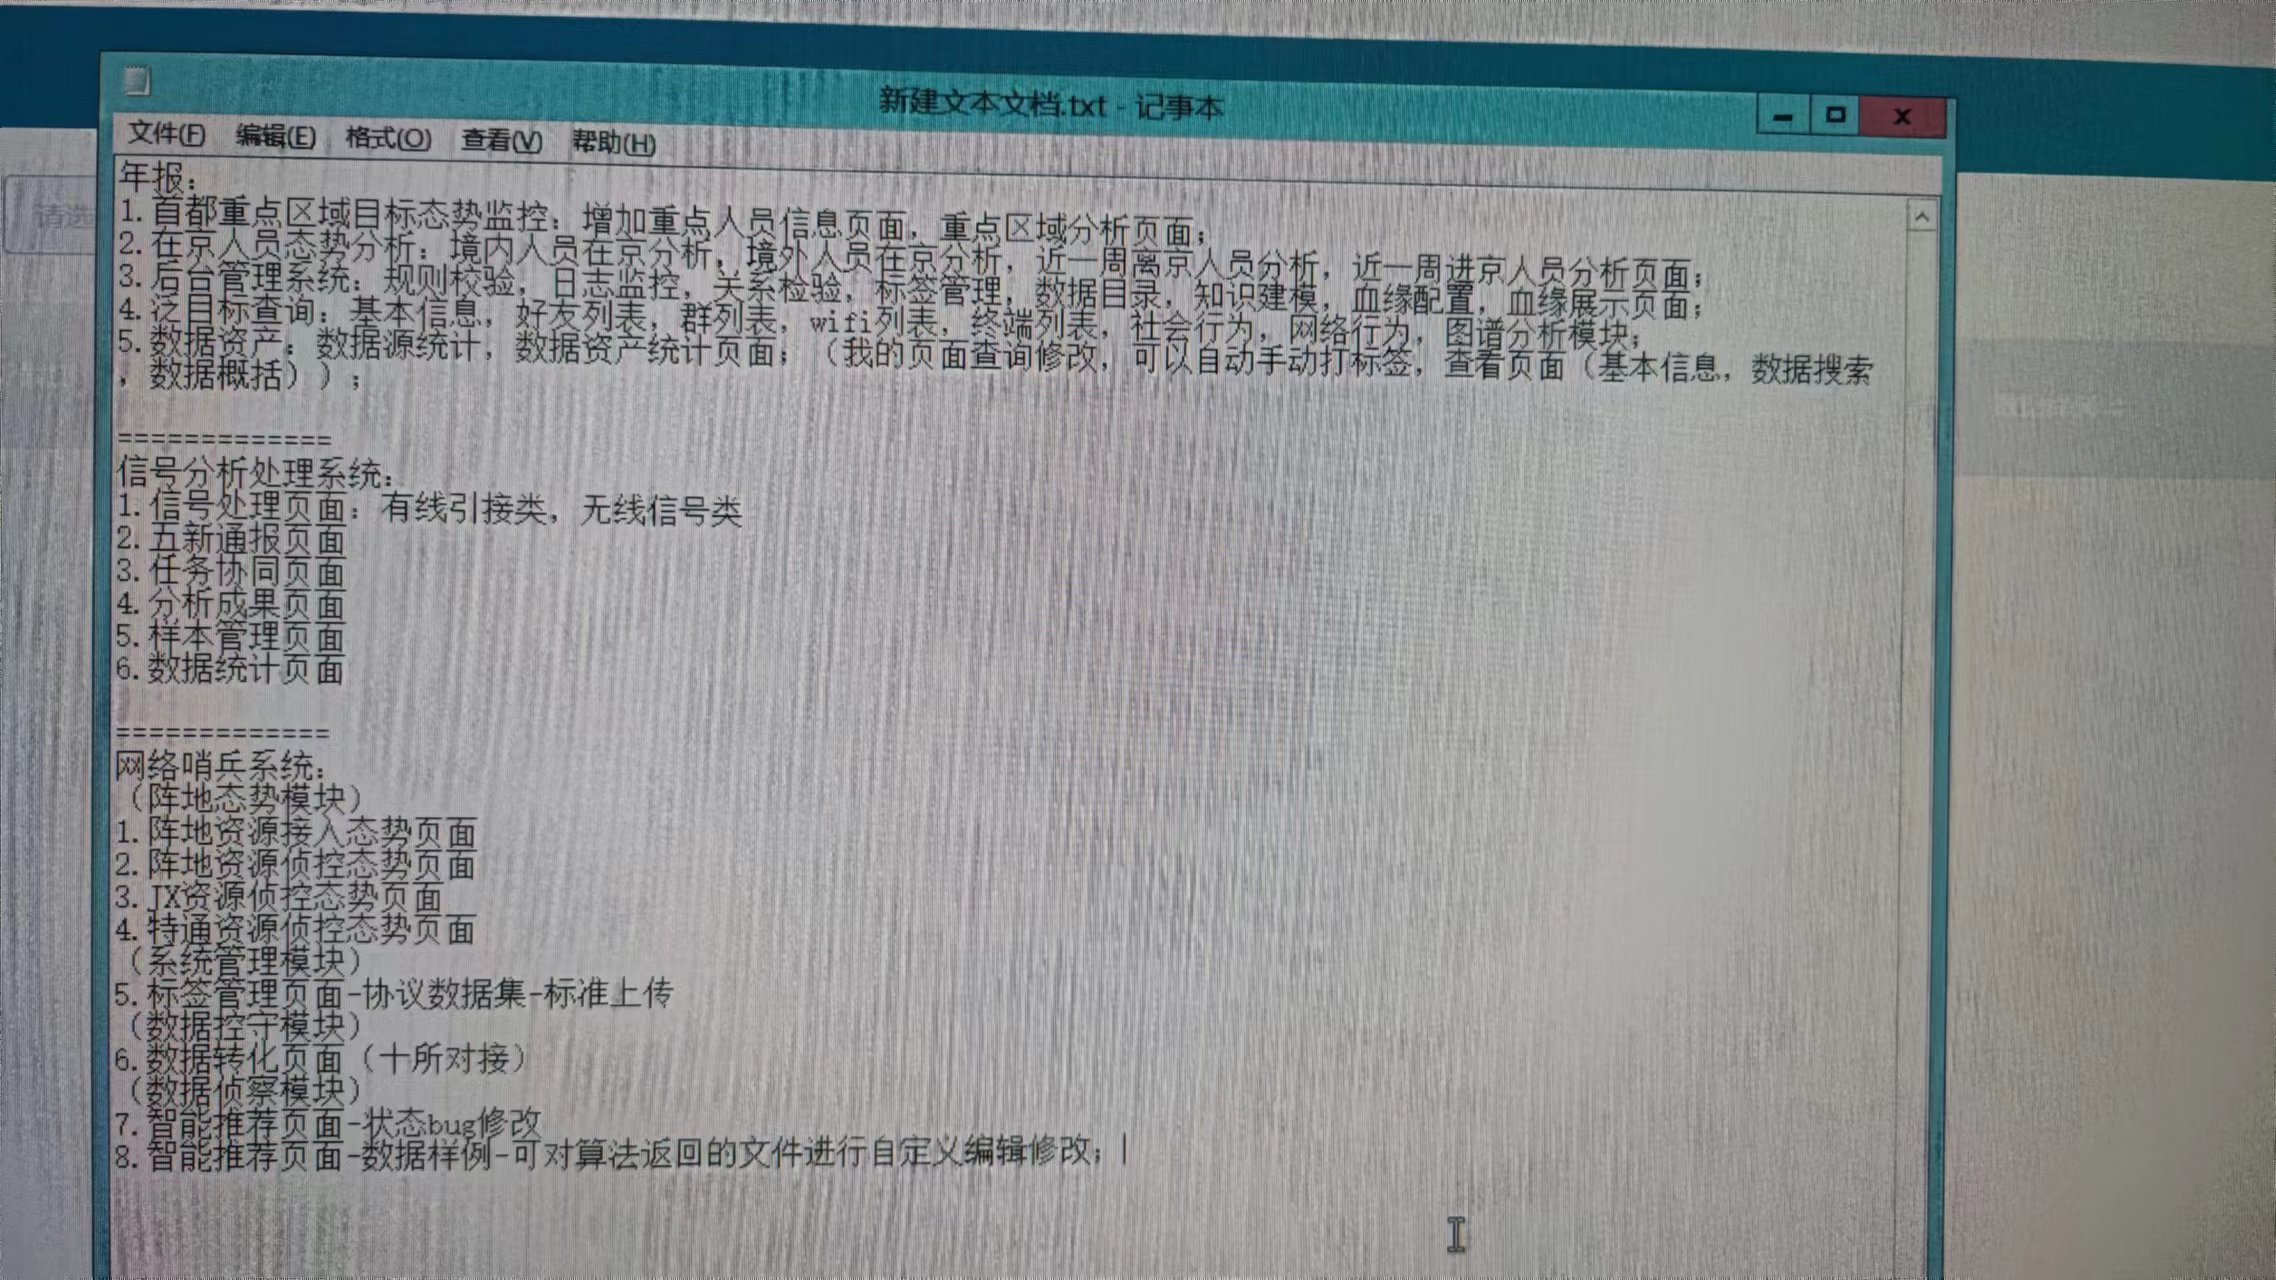 新建文本文档.txt - 记事本
文件(F) 编辑(E) 格式(O) 查看(V) 帮助(H)
年报：
1.首都重点区域目标态势监控：增加重点人员信息页面，重点区域分析页面；
2.在京人员态势分析：境内人员在京分析，境外人员在京分析，近一周离京人员分析，近一周进京人员分析页面；
3.后台管理系统：规则校验，日志监控，关系检验，标签管理，数据目录，知识建模，血缘配置，血缘展示页面；
4.泛目标查询：基本信息，好友列表，群列表，wifi列表，终端列表，社会行为，网络行为，图谱分析模块；
5.数据资产：数据源统计，数据资产统计页面；（我的页面查询修改，可以自动手动打标签，查看页面（基本信息，数据搜索
，数据概括））；
=============
信号分析处理系统：
1.信号处理页面：有线引接类，无线信号类
2.五新通报页面
3.任务协同页面
4.分析成果页面
5.样本管理页面
6.数据统计页面
=============
网络哨兵系统：
（阵地态势模块）
1.阵地资源接入态势页面
2.阵地资源侦控态势页面
3.JX资源侦控态势页面
4.特通资源侦控态势页面
（系统管理模块）
5.标签管理页面-协议数据集-标准上传
（数据控守模块）
6.数据转化页面（十所对接）
（数据侦察模块）
7.智能推荐页面-状态bug修改
8.智能推荐页面-数据样例-可对算法返回的文件进行自定义编辑修改；